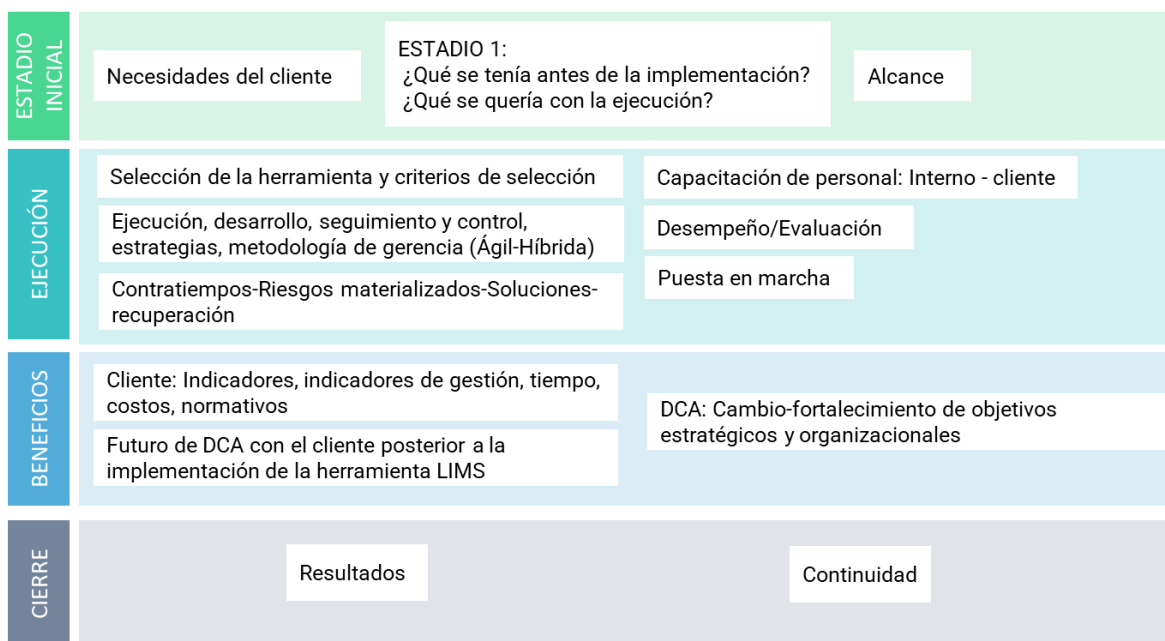 ESTADIO
INICIAL
Necesidades del cliente
ESTADIO 1:
¿Qué se tenía antes de la implementación?
¿Qué se quería con la ejecución?
Alcance
EJECUCIÓN
Selección de la herramienta y criterios de selección
Ejecución, desarrollo, seguimiento y control,
estrategias, metodología de gerencia (Ágil-Híbrida)
Contratiempos-Riesgos materializados-Soluciones-
recuperación
Capacitación de personal: Interno - cliente
Desempeño/Evaluación
Puesta en marcha
BENEFICIOS
Cliente: Indicadores, indicadores de gestión, tiempo,
costos, normativos
Futuro de DCA con el cliente posterior a la
implementación de la herramienta LIMS
DCA: Cambio-fortalecimiento de objetivos
estratégicos y organizacionales
CIERRE
Resultados
Continuidad